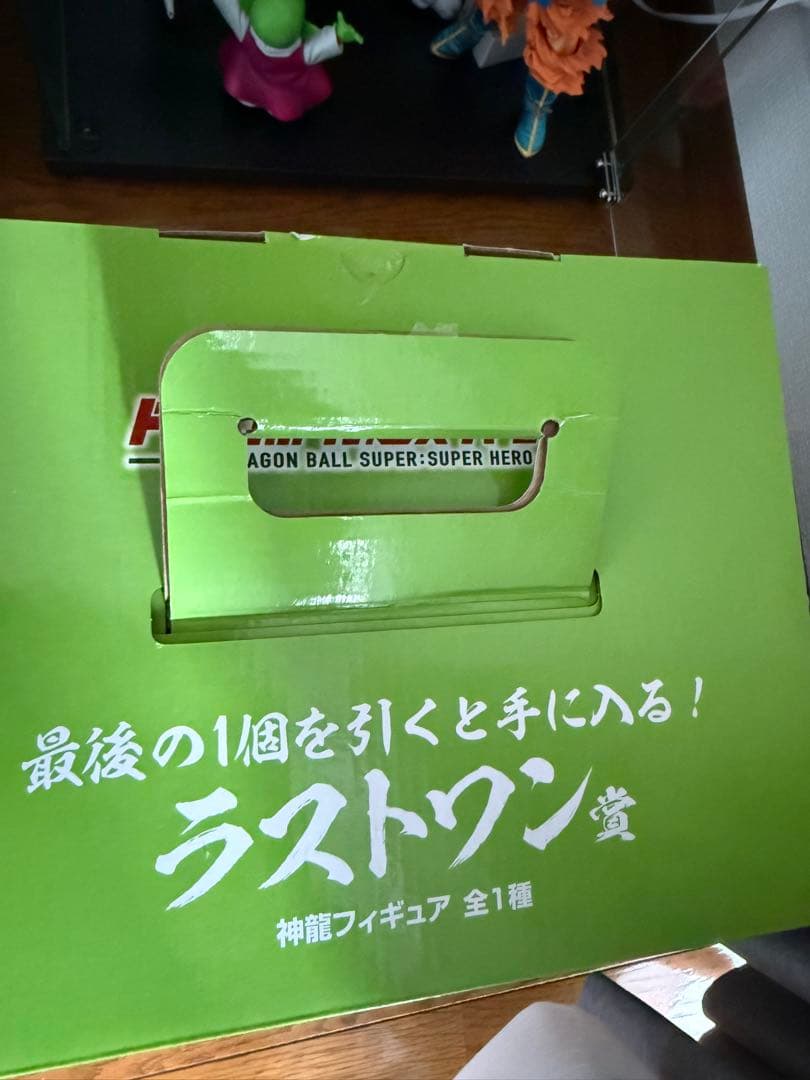 AGON BALL SUPER:SUPER HERO
最後の1個を引くと手に入る！
ラストワン賞
神龍フィギュア 全1種